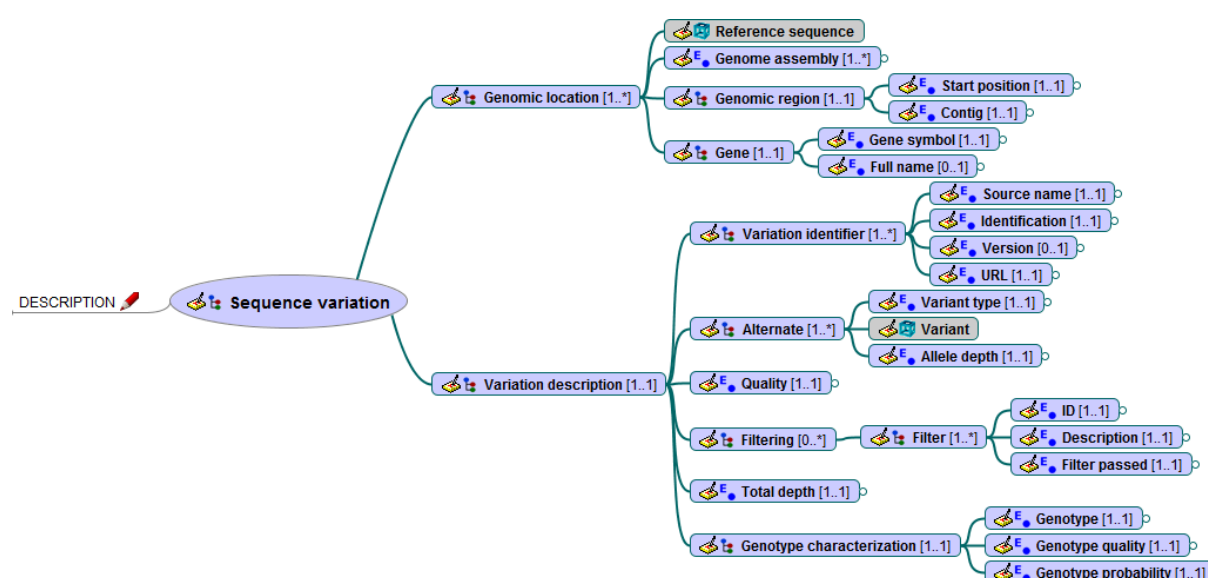 Reference sequence
Genome assembly [1..*]
Genomic location [1..*]
Genomic region [1..1]
Start position [1..1]
Contig [1..1]
Gene [1..1]
Gene symbol [1..1]
Full name [0..1]
DESCRIPTION
Sequence variation
Variation description [1..1]
Variation identifier [1..*]
Source name [1..1]
Identification [1..1]
Version [0..1]
URL [1..1]
Alternate [1..*]
Variant type [1..1]
Variant
Allele depth [1..1]
Quality [1..1]
Filtering [0..*]
Filter [1..*]
ID [1..1]
Description [1..1]
Filter passed [1..1]
Total depth [1..1]
Genotype characterization [1..1]
Genotype [1..1]
Genotype quality [1..1]
Genotype probability [1..1]